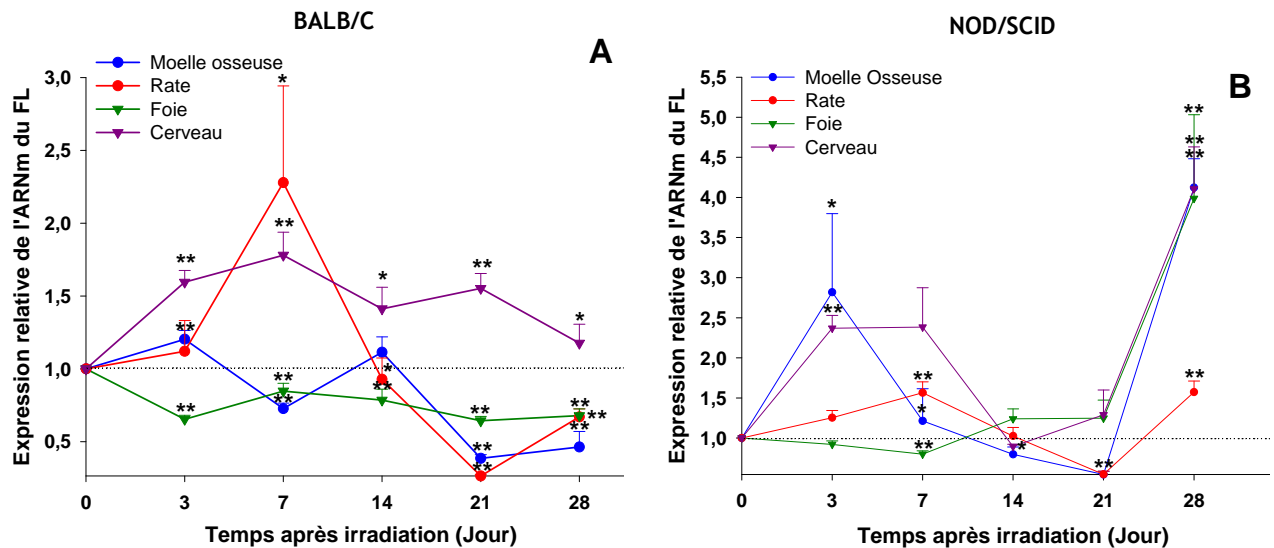 BALB/C
A
Moelle osseuse
Rate
Foie
Cerveau
Expression relative de l'ARNm du FL
3,0
2,5
2,0
1,5
1,0
0,5
*
**
**
*
**
*
**
**
**
**
*
**
**
**
**
**
**
**
0 3 7 14 21 28
Temps après irradiation (Jour)
NOD/SCID
B
Moelle Osseuse
Rate
Foie
Cerveau
Expression relative de l'ARNm du FL
5,5
5,0
4,5
4,0
3,5
3,0
2,5
2,0
1,5
1,0
**
**
**
*
**
**
**
*
**
*
**
0 3 7 14 21 28
Temps après irradiation (Jour)